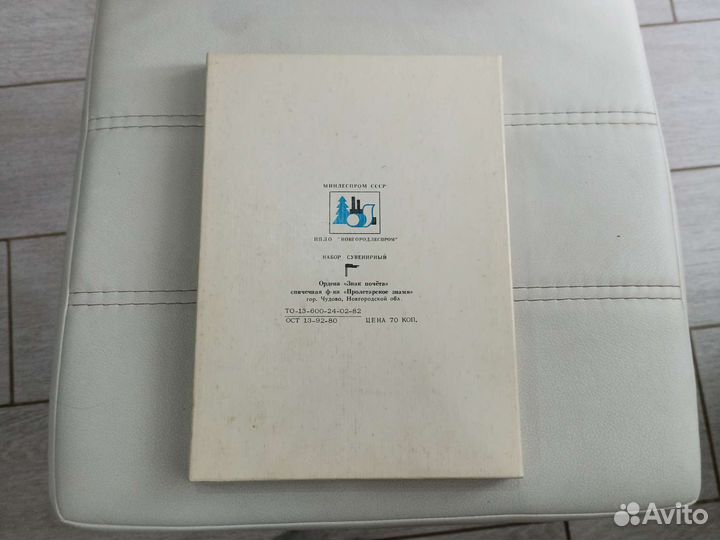 МИНЛЕСПРОМ СССР
НПЛО "НОВГОРОДЛЕСПРОМ"
НАБОР СУВЕНИРНЫЙ
Ордена «Знак почёта»
спичечная ф-ка «Пролетарское знамя»
гор. Чудово, Новгородской обл.
ТО-13-600-24-02-82
ОСТ 13-92-80 ЦЕНА 70 КОП.
Avito